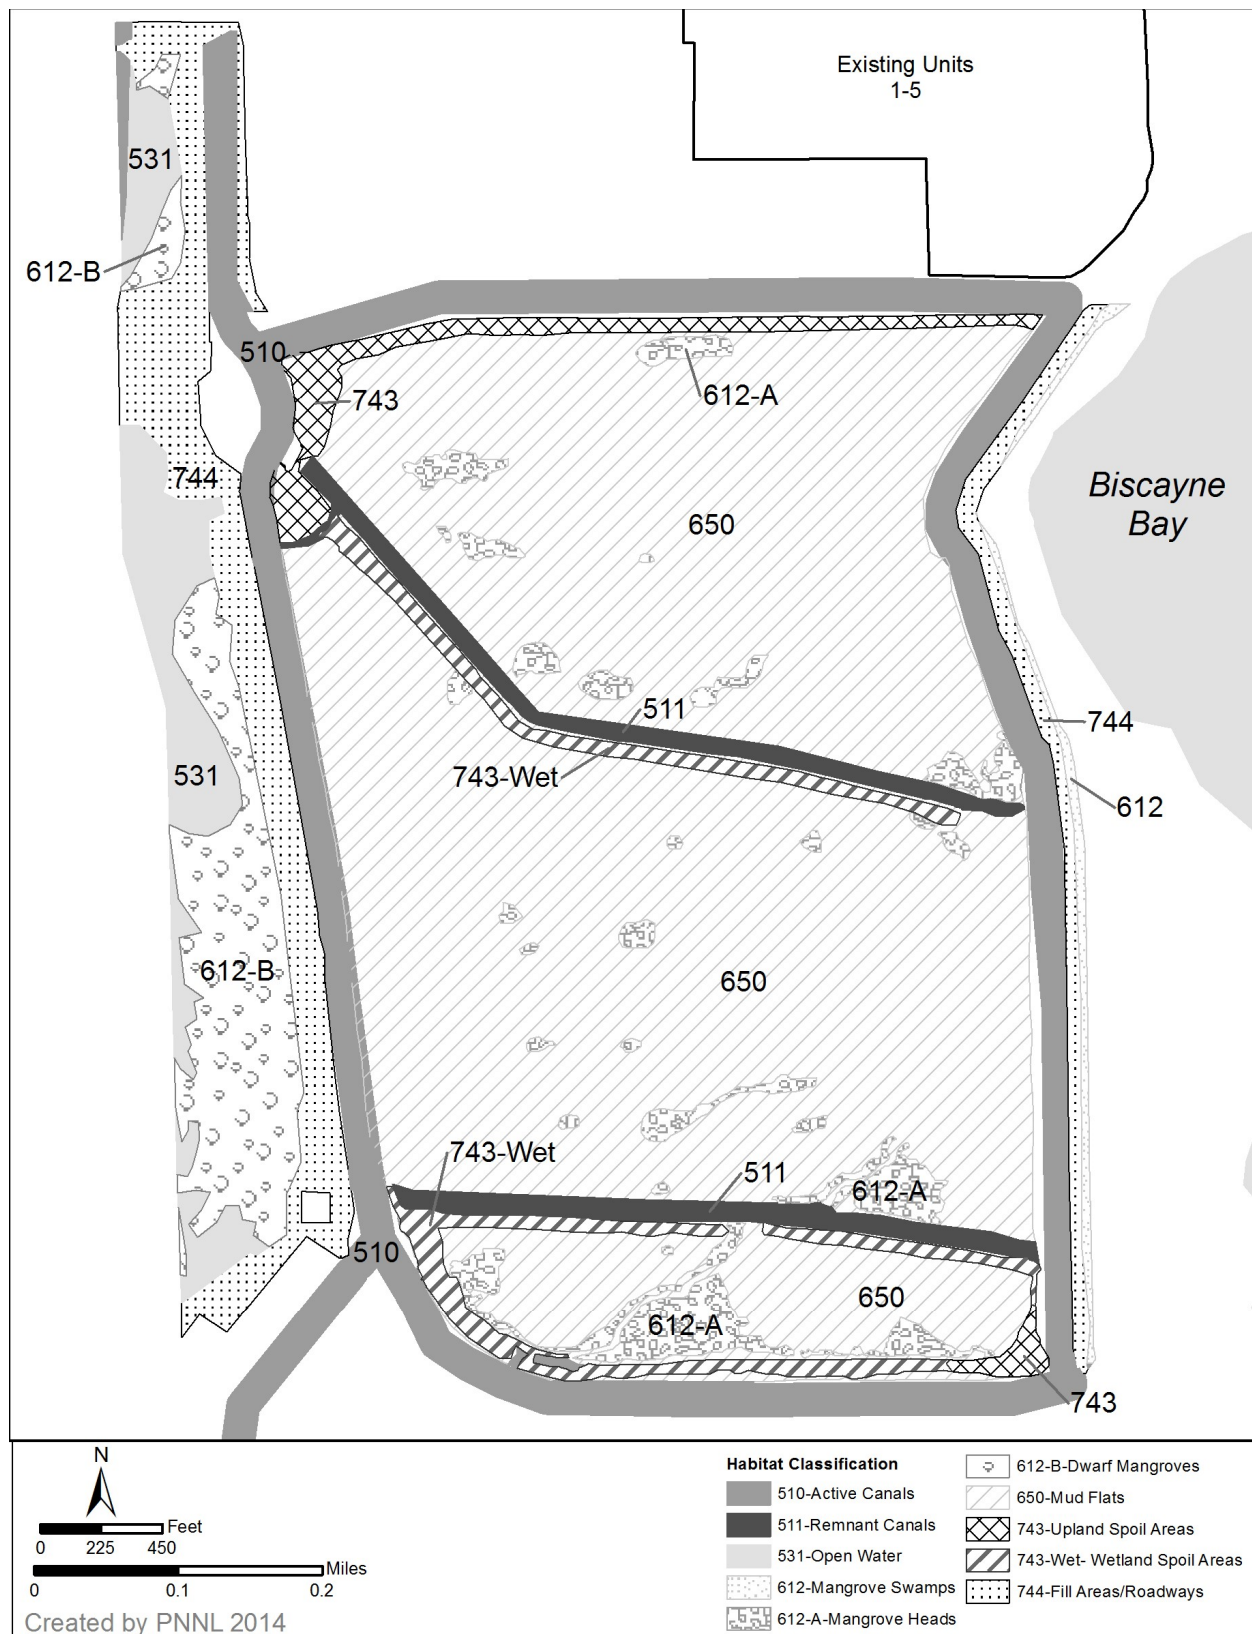 Existing Units
1-5
531
612-B
510
743
612-A
744
650
Biscayne
Bay
511
744
743-Wet
531
612
650
612-B
743-Wet
511
612-A
510
650
612-A
743
N
Feet
0 225 450
Miles
0 0.1 0.2
Created by PNNL 2014
Habitat Classification
510-Active Canals
511-Remnant Canals
531-Open Water
612-Mangrove Swamps
612-A-Mangrove Heads
612-B-Dwarf Mangroves
650-Mud Flats
743-Upland Spoil Areas
743-Wet- Wetland Spoil Areas
744-Fill Areas/Roadways